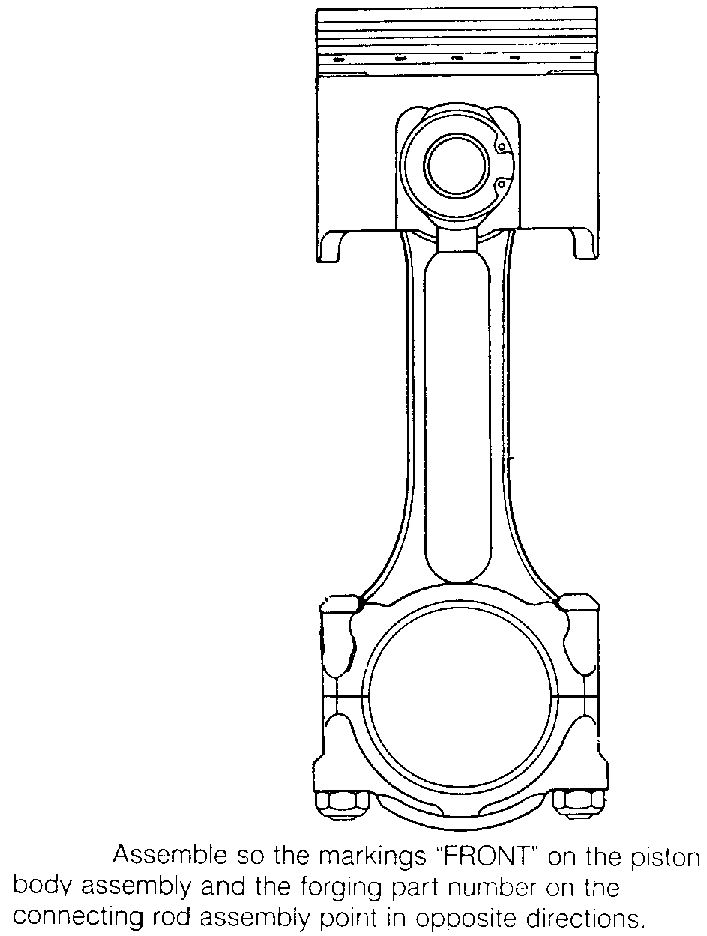 Assemble so the markings "FRONT" on the piston
body assembly and the forging part number on the
connecting rod assembly point in opposite directions.